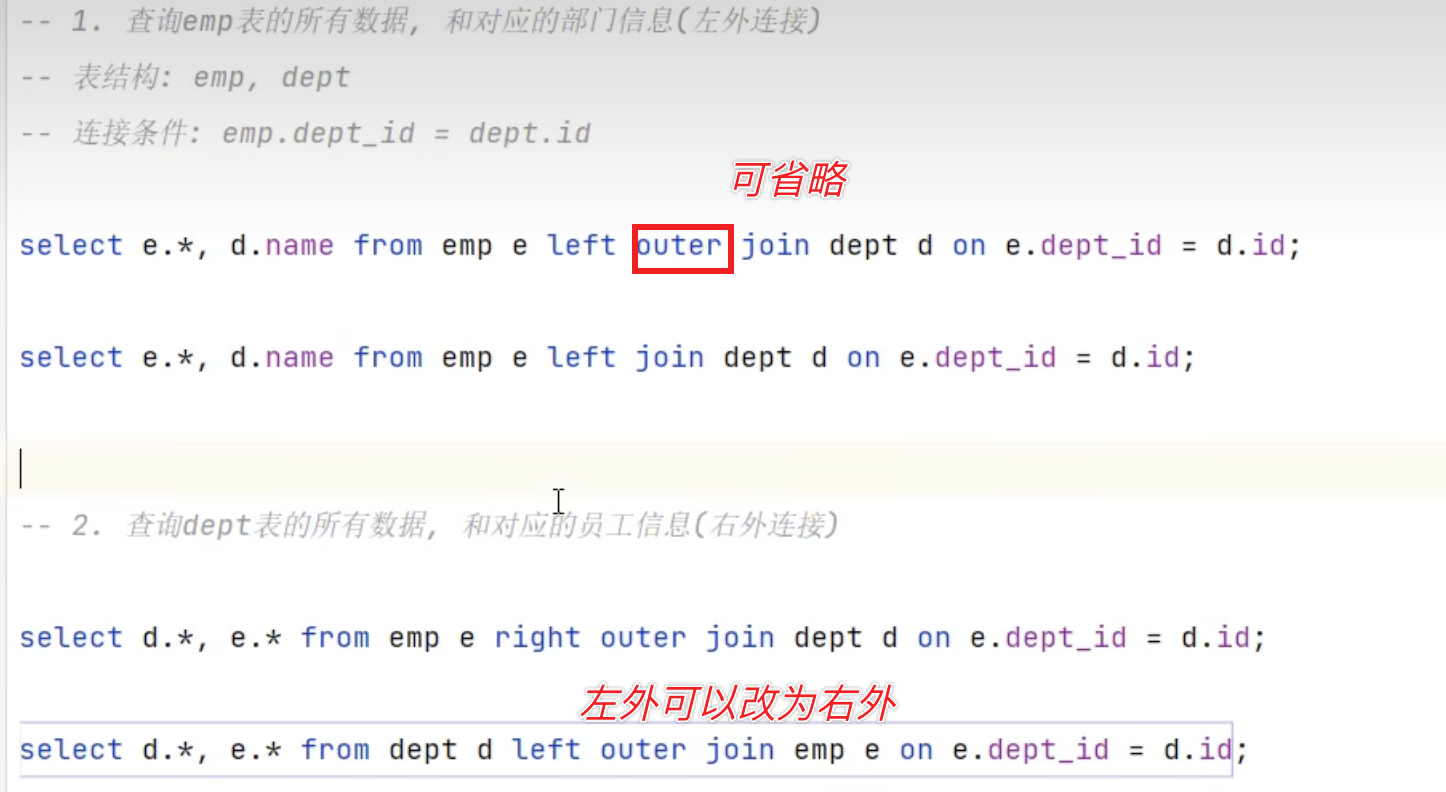 -- 1. 查询emp表的所有数据, 和对应的部门信息(左外连接)
-- 表结构: emp, dept
-- 连接条件: emp.dept_id = dept.id
可省略
select e.*, d.name from emp e left outer join dept d on e.dept_id = d.id;
select e.*, d.name from emp e left join dept d on e.dept_id = d.id;
-- 2. 查询dept表的所有数据, 和对应的员工信息(右外连接)
select d.*, e.* from emp e right outer join dept d on e.dept_id = d.id;
左外可以改为右外
select d.*, e.* from dept d left outer join emp e on e.dept_id = d.id;